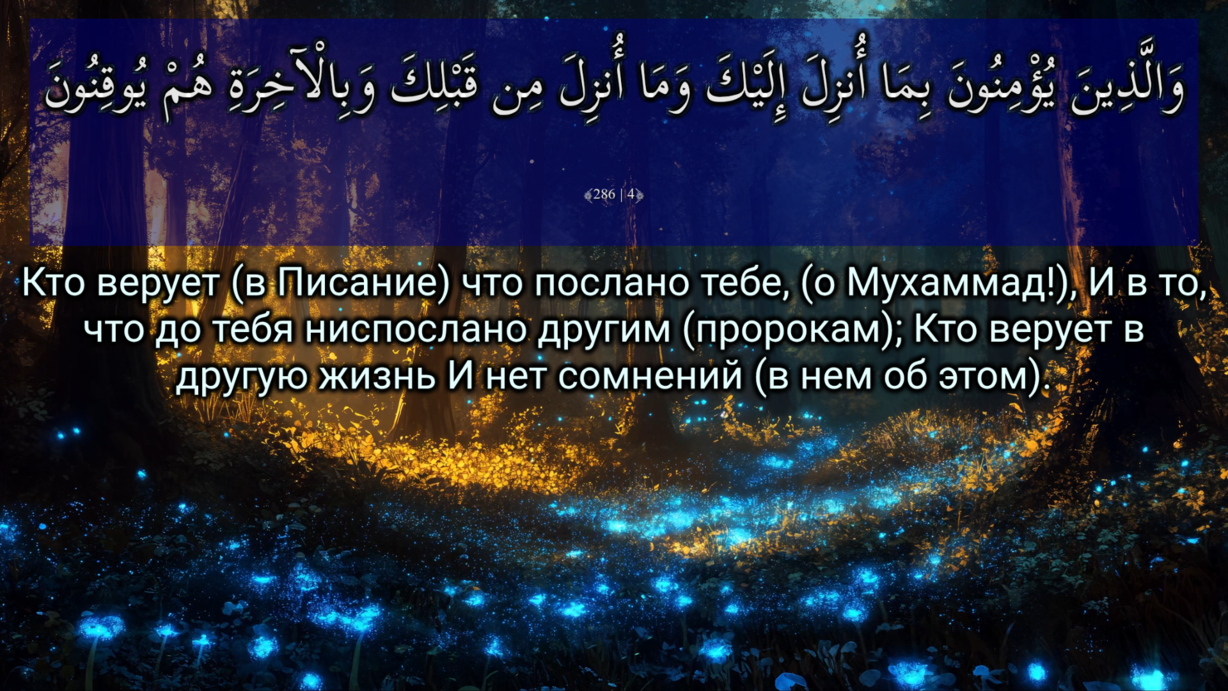 وَالَّذِينَ يُؤْمِنُونَ بِمَا أُنزِلَ إِلَيْكَ وَمَا أُنزِلَ مِن قَبْلِكَ وَبِالْآخِرَةِ هُمْ يُوقِنُونَ
﴾286 | 4﴿
Кто верует (в Писание) что послано тебе, (о Мухаммад!), И в то,
что до тебя ниспослано другим (пророкам); Кто верует в
другую жизнь И нет сомнений (в нем об этом).